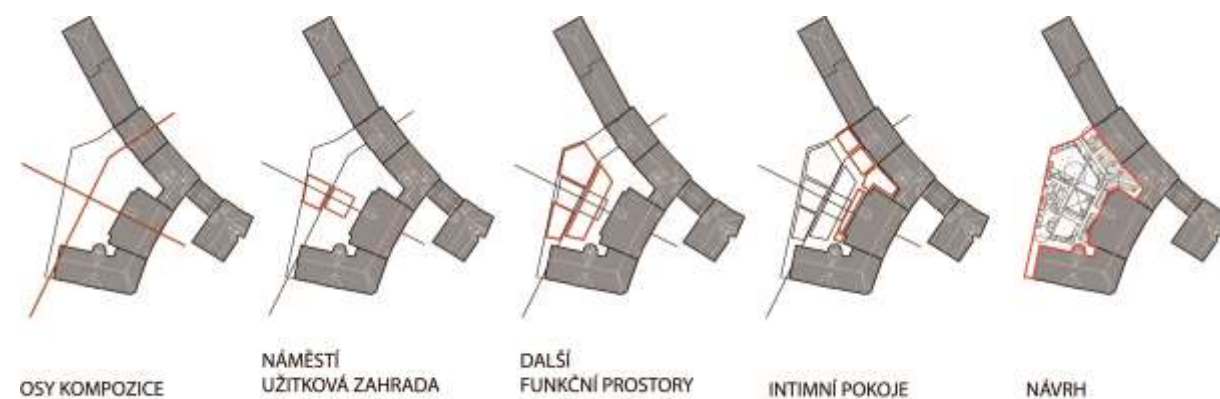 OSY KOMPOZICE
NÁMĚSTÍ
UŽITKOVÁ ZAHRADA
DALŠÍ
FUNKČNÍ PROSTORY
INTIMNÍ POKOJE
NÁVRH